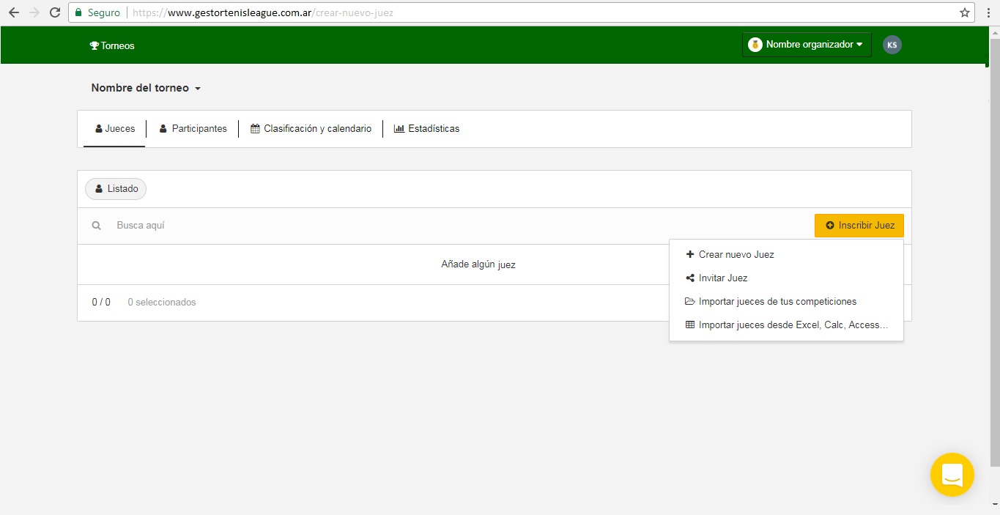 Seguro https://www.gestortenisleague.com.ar/crear-nuevo-juez
Torneos
Nombre organizador
KS
Nombre del torneo
Jueces
Participantes
Clasificación y calendario
Estadísticas
Listado
Busca aquí
Inscribir Juez
Crear nuevo Juez
Invitar Juez
Importar jueces de tus competiciones
Importar jueces desde Excel, Calc, Access...
Añade algún juez
0 / 0 0 seleccionados